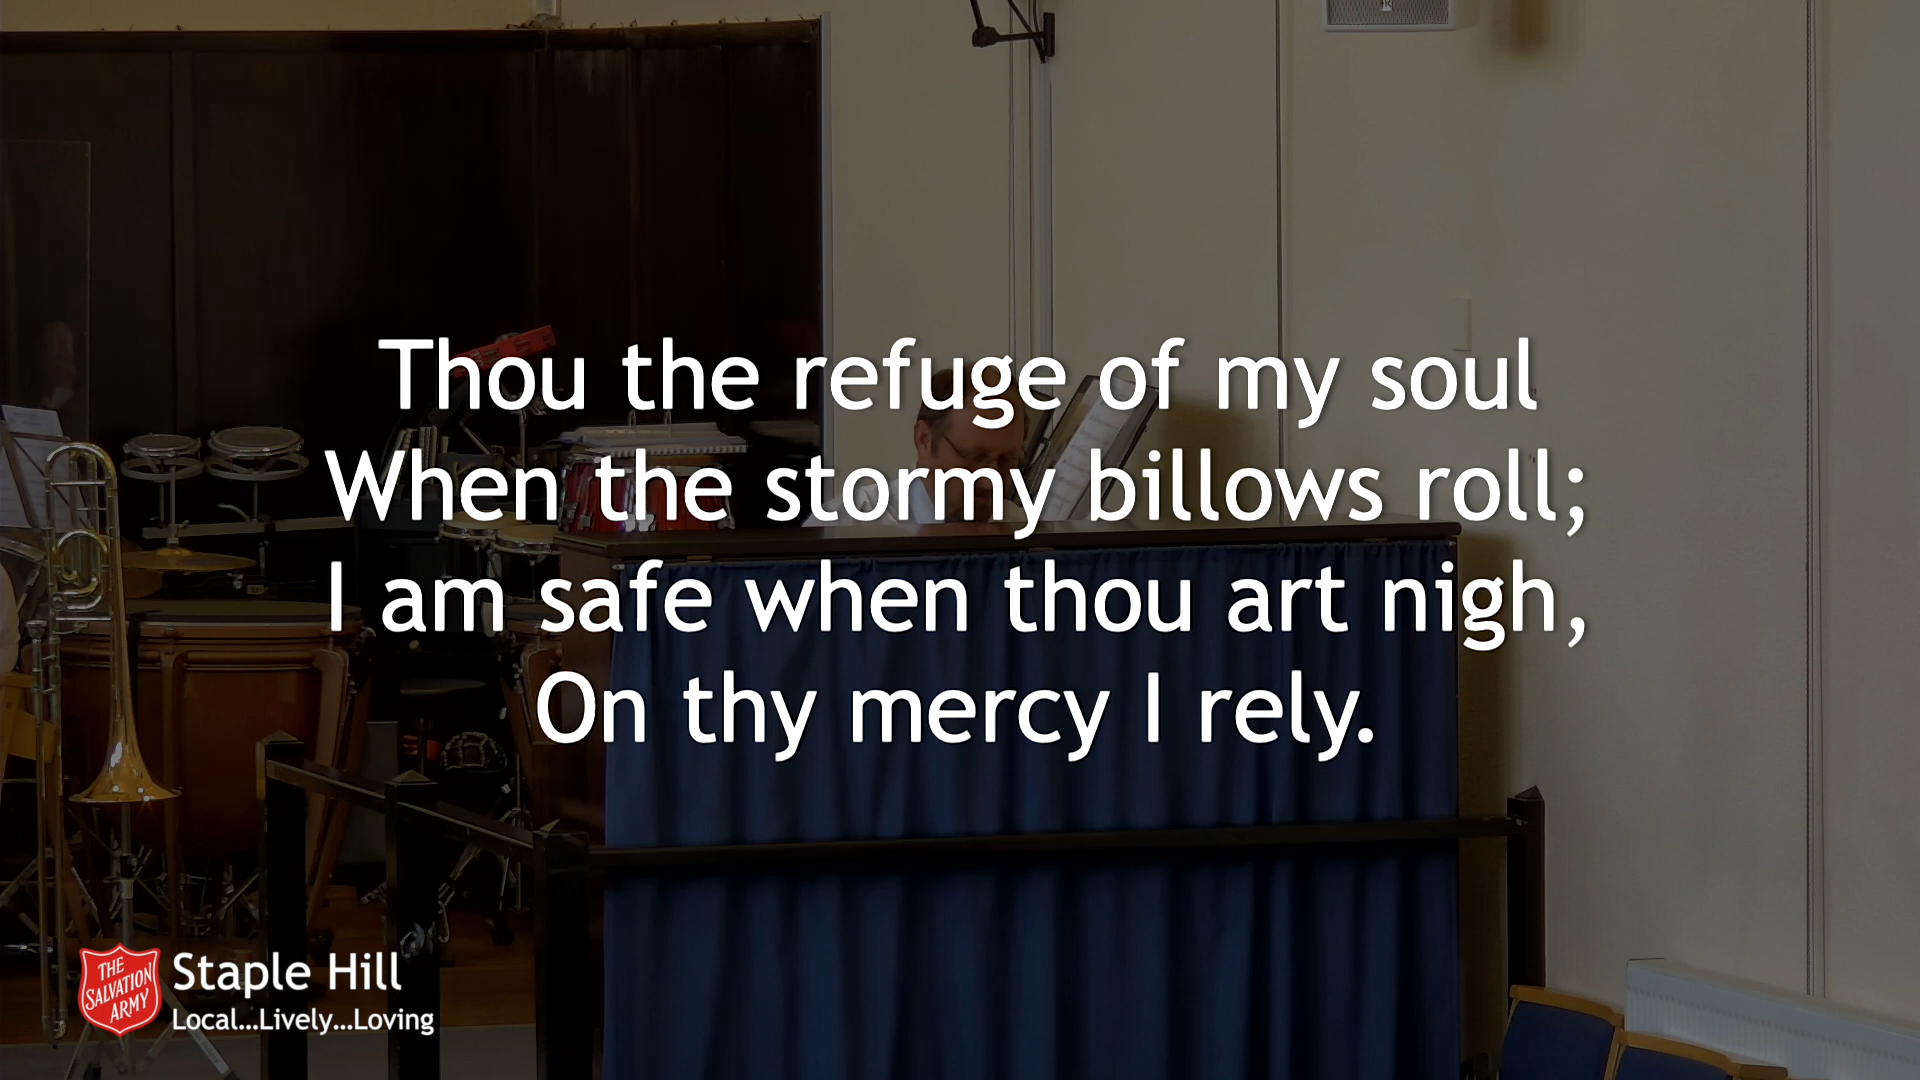 Thou the refuge of my soul
When the stormy billows roll;
I am safe when thou art nigh,
On thy mercy I rely.
THE
SALVATION
ARMY
Staple Hill
Local...Lively...Loving